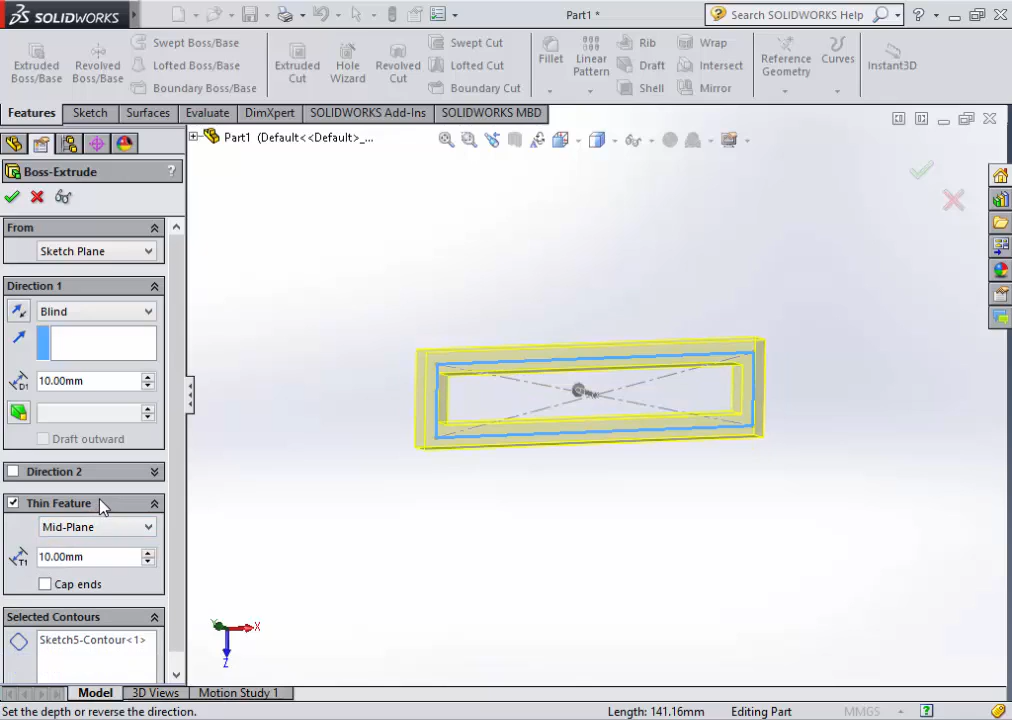 SOLIDWORKS
Part1 *
Search SOLIDWORKS Help
?
Extruded Boss/Base
Revolved Boss/Base
Swept Boss/Base
Lofted Boss/Base
Boundary Boss/Base
Extruded Cut
Hole Wizard
Revolved Cut
Swept Cut
Lofted Cut
Boundary Cut
Fillet
Linear Pattern
Rib
Draft
Shell
Wrap
Intersect
Mirror
Reference Geometry
Curves
Instant3D
Features
Sketch
Surfaces
Evaluate
DimXpert
SOLIDWORKS Add-Ins
SOLIDWORKS MBD
Part1 (Default<<Default>_...
Boss-Extrude
?
From
Sketch Plane
Direction 1
Blind
D1
10.00mm
Draft outward
Direction 2
Thin Feature
Mid-Plane
T1
10.00mm
Cap ends
Selected Contours
Sketch5-Contour<1>
Y
X
Z
Model
3D Views
Motion Study 1
Set the depth or reverse the direction.
Length: 141.16mm
Editing Part
MMGS
?